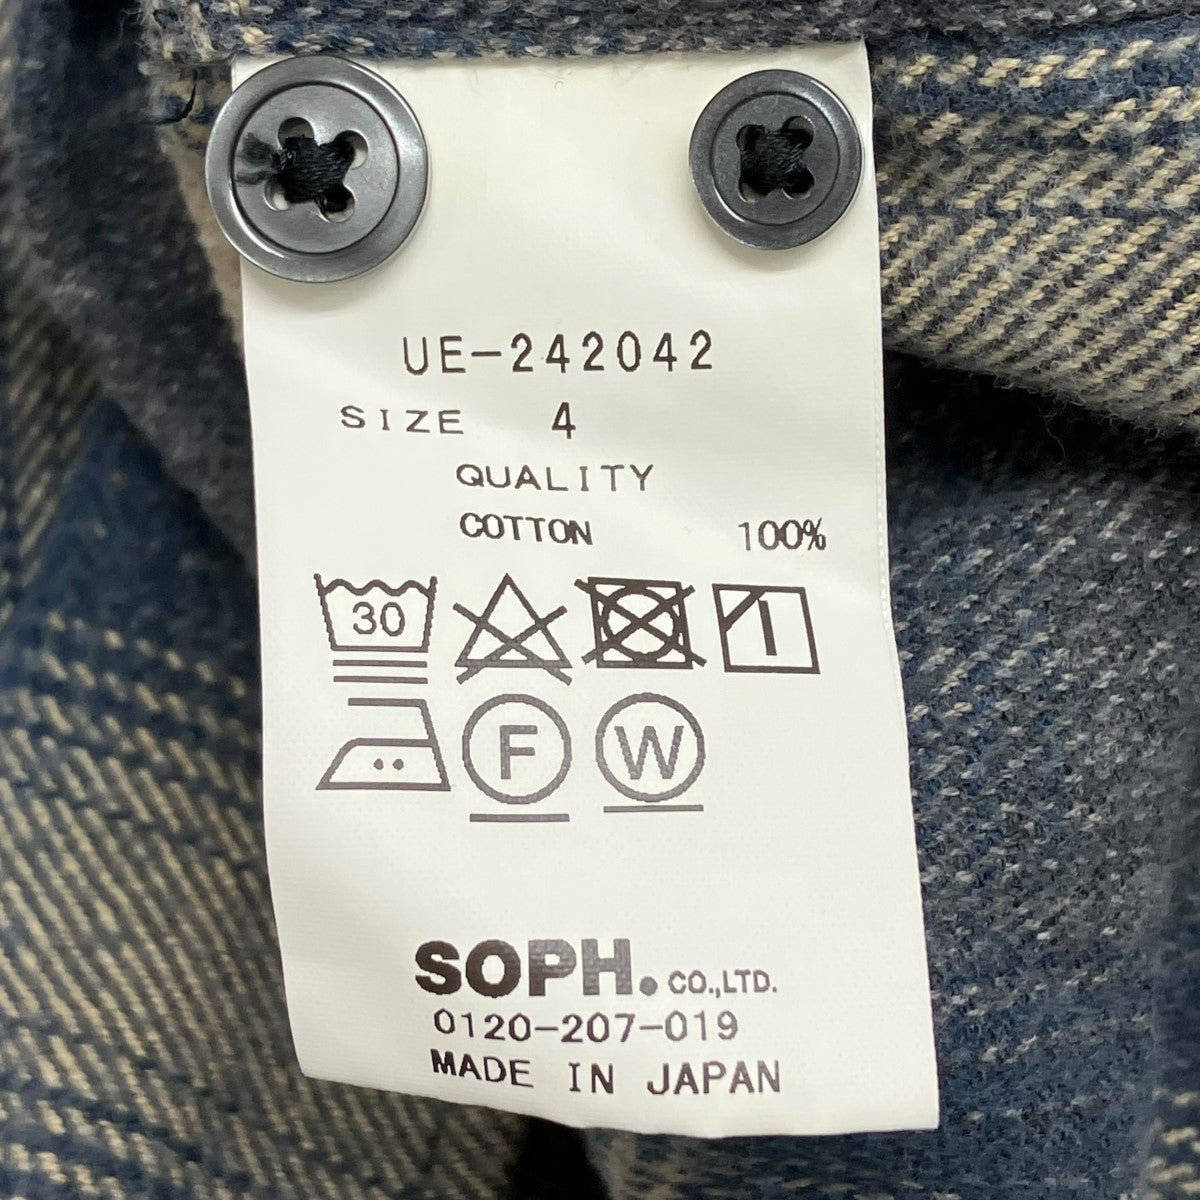 UE-242042
SIZE 4
QUALITY
COTTON 100%
30
F W
SOPH. CO.,LTD.
0120-207-019
MADE IN JAPAN